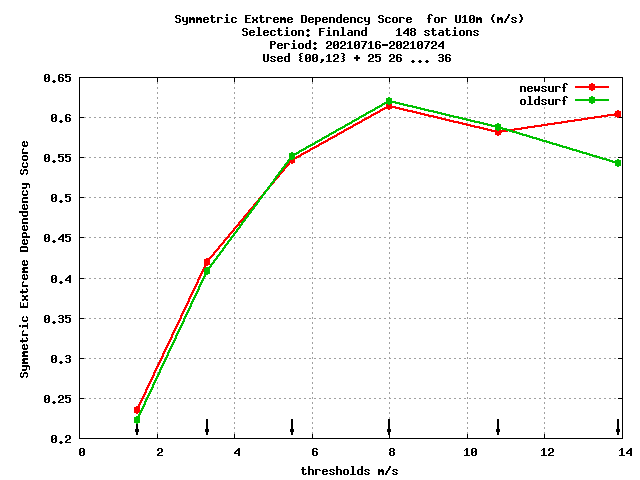 Symmetric Extreme Dependency Score  for U10m (m/s)
Selection: Finland    148 stations
Period: 20210716-20210724
Used {00,12} + 25 26 ... 36
newsurf
oldsurf
Symmetric Extreme Dependency Score
0.65
0.6
0.55
0.5
0.45
0.4
0.35
0.3
0.25
0.2
0 2 4 6 8 10 12 14
thresholds m/s